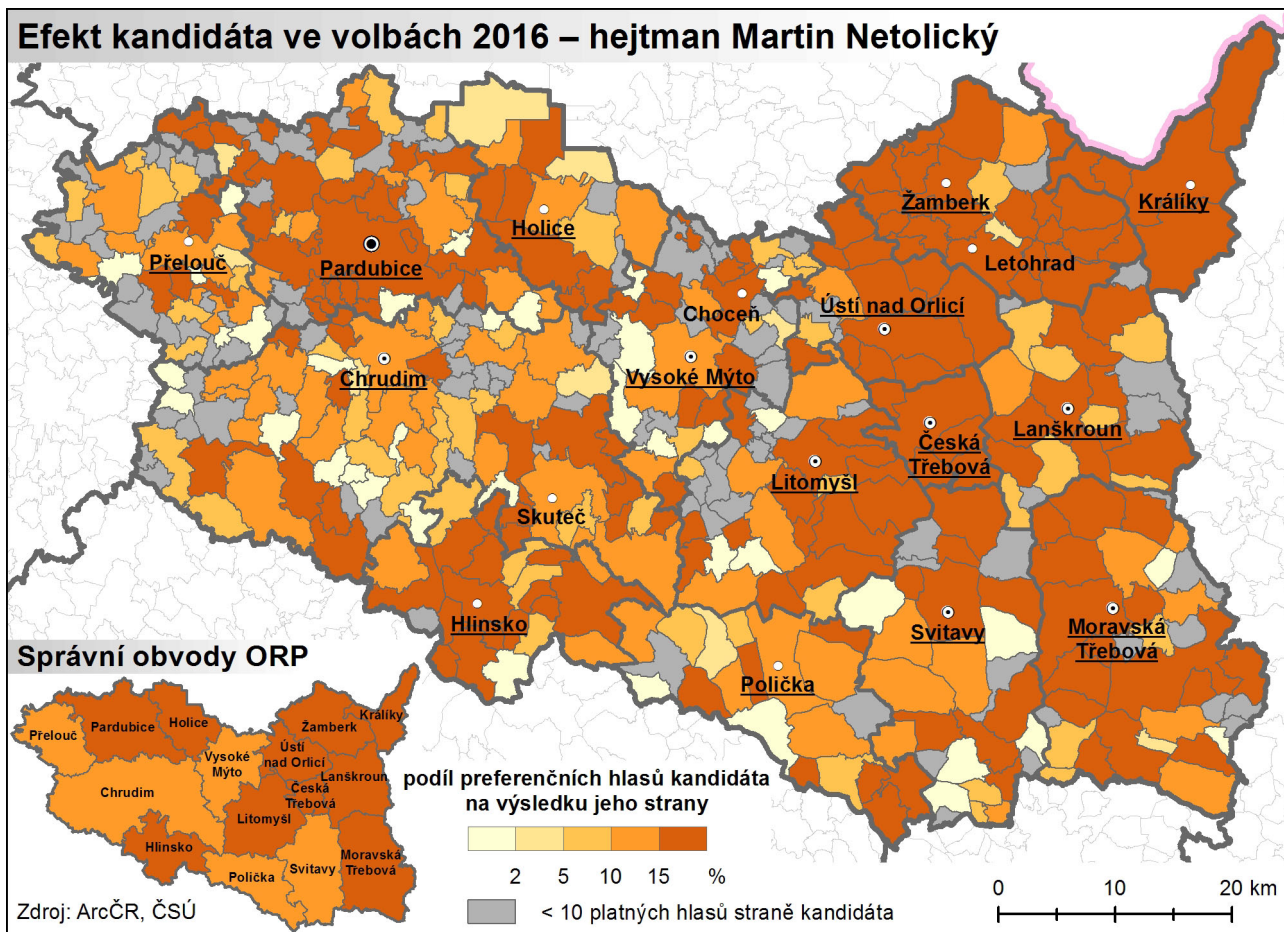 Efekt kandidáta ve volbách 2016 – hejtman Martin Netolický
Žamberk
Králíky
Holice
Přelouč
Pardubice
Letohrad
Choceň
Ústí nad Orlicí
Chrudim
Vysoké Mýto
Česká
Třebová
Lanškroun
Litomyšl
Skuteč
Hlinsko
Svitavy
Moravská
Třebová
Polička
Správní obvody ORP
Králíky
Pardubice
Holice
Žamberk
Přelouč
Vysoké
Mýto
Ústí
nad Orlicí
Lanškroun
Chrudim
Česká
Třebová
Litomyšl
Hlinsko
Moravská
Třebová
Svitavy
Polička
podíl preferenčních hlasů kandidáta
na výsledku jeho strany
2 5 10 15 %
< 10 platných hlasů straně kandidáta
0 10 20 km
Zdroj: ArcČR, ČSÚ